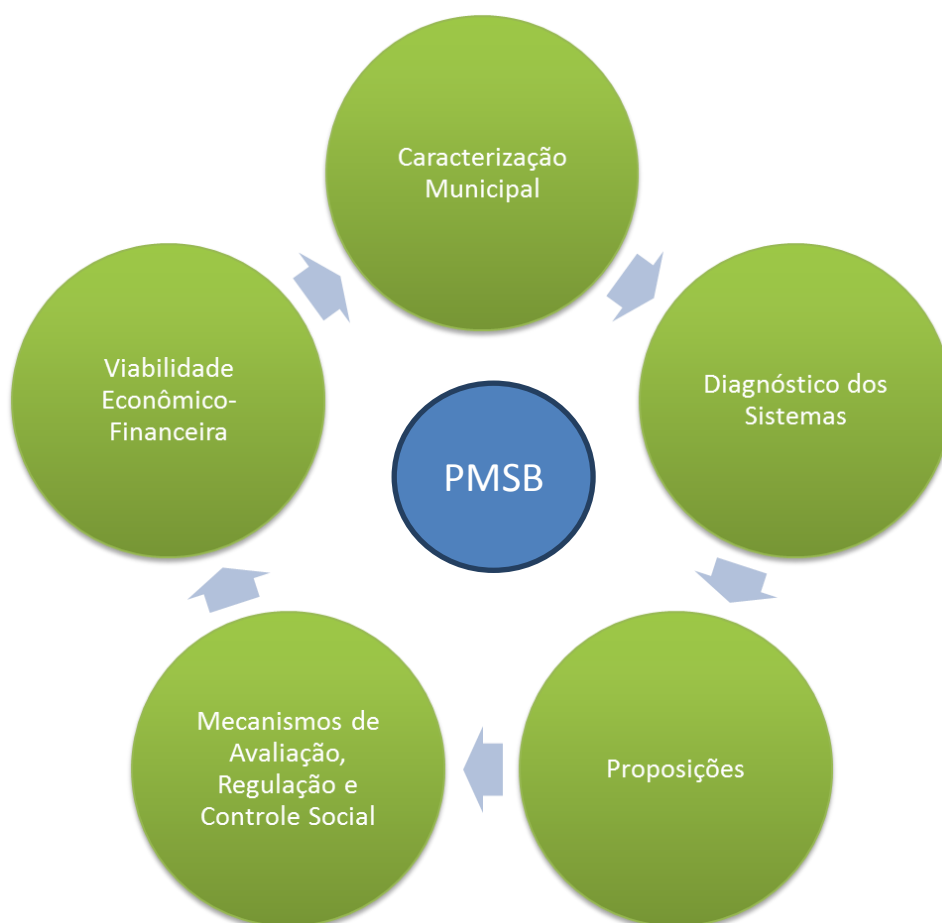 Caracterização
Municipal
Diagnóstico dos
Sistemas
Proposições
Mecanismos de
Avaliação,
Regulação e
Controle Social
Viabilidade
Econômico-
Financeira
PMSB